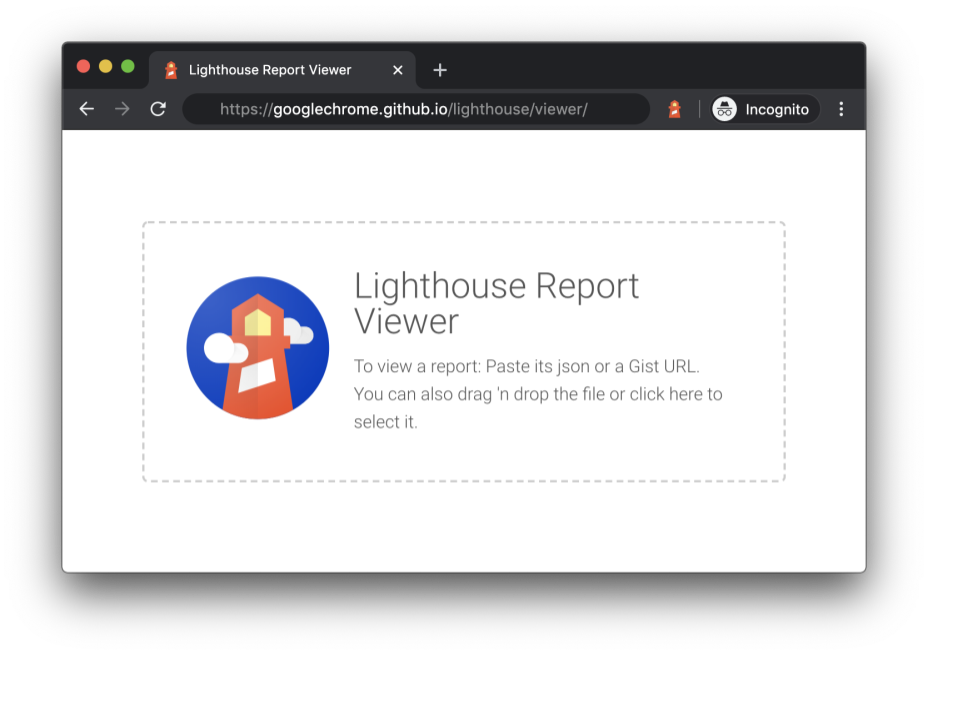 Lighthouse Report Viewer
https://googlechrome.github.io/lighthouse/viewer/
Incognito
Lighthouse Report
Viewer
To view a report: Paste its json or a Gist URL.
You can also drag 'n drop the file or click here to
select it.